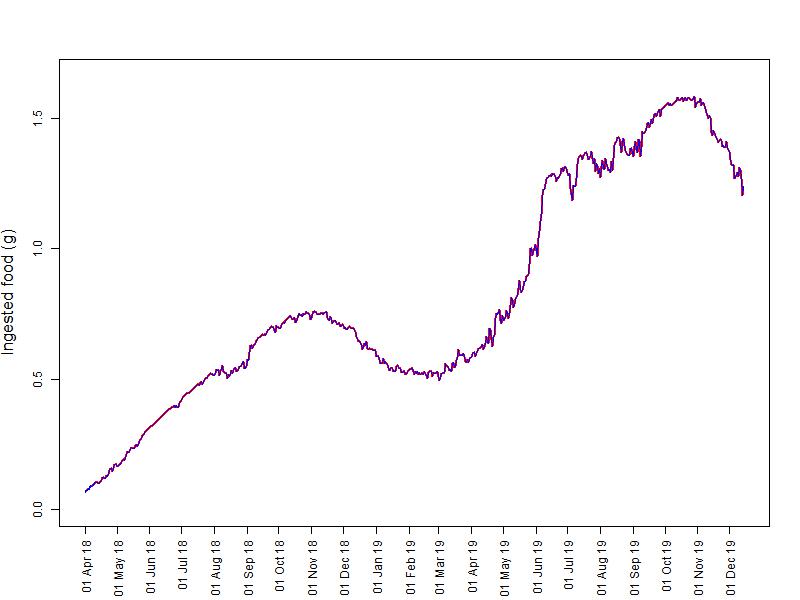 Ingested food (g)
1.5
1.0
0.5
0.0
01 Apr 18
01 May 18
01 Jun 18
01 Jul 18
01 Aug 18
01 Sep 18
01 Oct 18
01 Nov 18
01 Dec 18
01 Jan 19
01 Feb 19
01 Mar 19
01 Apr 19
01 May 19
01 Jun 19
01 Jul 19
01 Aug 19
01 Sep 19
01 Oct 19
01 Nov 19
01 Dec 19